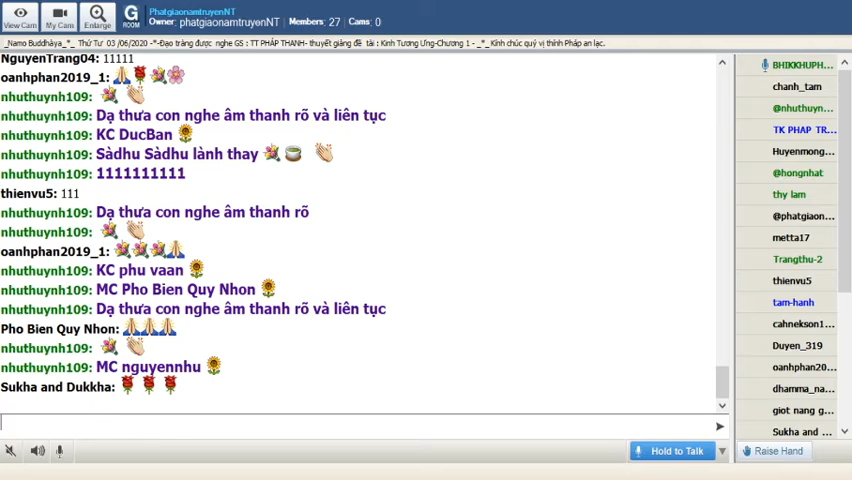 View Cam
My Cam
Enlarge
G
ROOM
PhatgiaonamtruyenNT
Owner: phatgiaonamtruyenNT Members: 27 Cams: 0
_Namo Buddhàya_*_ Thứ Tư 03 /06/2020 -*-Đạo tràng được nghe GS : TT PHÁP THANH- thuyết giảng đề tài : Kinh Tương Ưng-Chương 1 - _*_ Kính chúc quý vị thính Pháp an lạc.
NguyenTrang04: 11111
oanhphan2019_1:
nhuthuynh109:
nhuthuynh109: Dạ thưa con nghe âm thanh rõ và liên tục
nhuthuynh109: KC DucBan
nhuthuynh109: Sàdhu Sàdhu lành thay
nhuthuynh109: 1111111111
thienvu5: 111
nhuthuynh109: Dạ thưa con nghe âm thanh rõ
nhuthuynh109:
oanhphan2019_1:
nhuthuynh109: KC phu vaan
nhuthuynh109: MC Pho Bien Quy Nhon
nhuthuynh109: Dạ thưa con nghe âm thanh rõ và liên tục
Pho Bien Quy Nhon:
nhuthuynh109:
nhuthuynh109: MC nguyennhu
Sukha and Dukkha:
BHIKKHUPH...
chanh_tam
@nhuthuyn...
TK PHAP TR...
Huyenmong...
@hongnhat
thy lam
@phatgiaon...
metta17
Trangthu-2
thienvu5
tam-hanh
cahnekson1...
Duyen_319
oanhphan20...
dhamma_na...
giot nang g...
Sukha and ...
Hold to Talk
Raise Hand